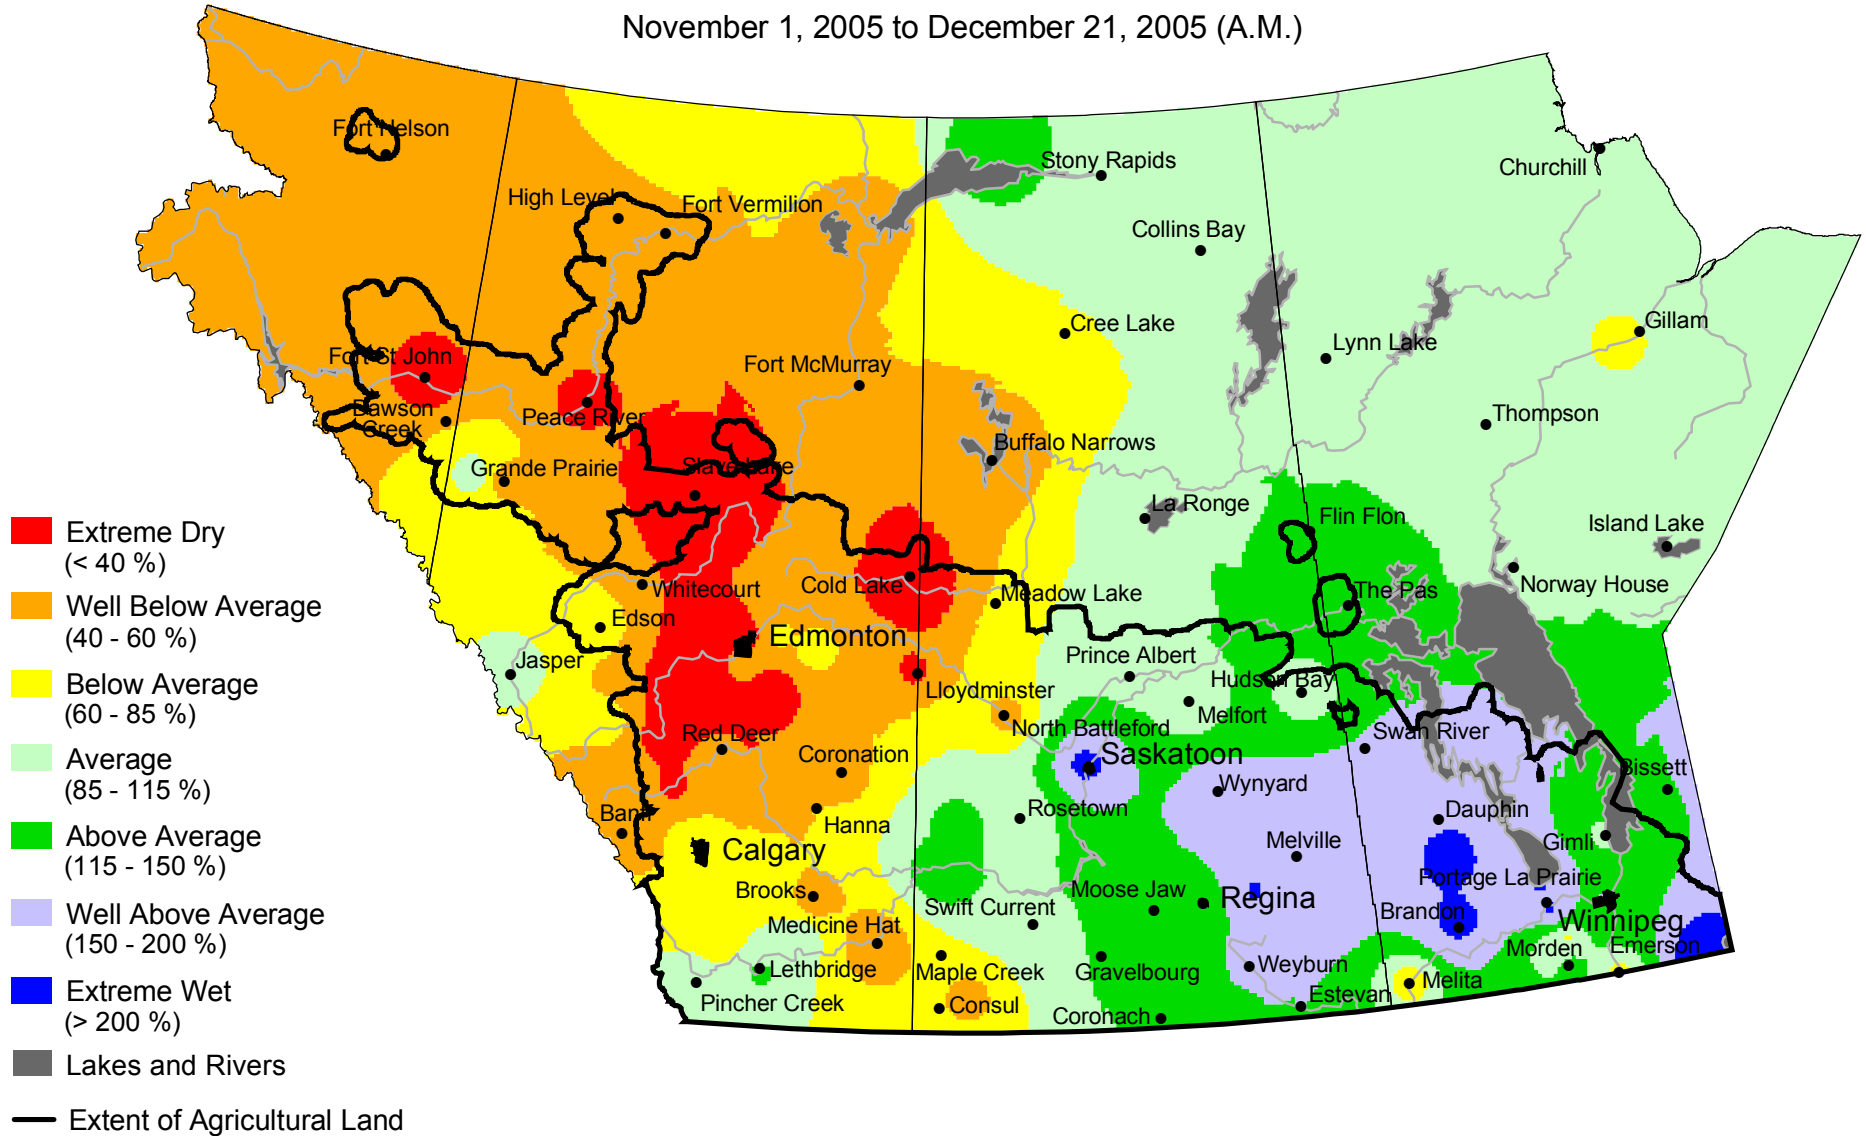 November 1, 2005 to December 21, 2005 (A.M.)
Fort Nelson
Churchill
Stony Rapids
High Level
Fort Vermilion
Collins Bay
Cree Lake
Gillam
Lynn Lake
Fort St John
Fort McMurray
Dawson
Creek
Peace River
Thompson
Buffalo Narrows
Grande Prairie
Slave Lake
La Ronge
Flin Flon
Island Lake
Whitecourt
Cold Lake
Meadow Lake
The Pas
Norway House
Edson
Edmonton
Jasper
Prince Albert
Hudson Bay
Lloydminster
Melfort
North Battleford
Red Deer
Swan River
Coronation
Saskatoon
Bissett
Wynyard
Banff
Hanna
Rosetown
Dauphin
Calgary
Melville
Gimli
Brooks
Moose Jaw
Regina
Portage La Prairie
Swift Current
Brandon
Winnipeg
Medicine Hat
Morden
Emerson
Lethbridge
Maple Creek
Gravelbourg
Weyburn
Melita
Pincher Creek
Consul
Coronach
Estevan
Extreme Dry
(< 40 %)
Well Below Average
(40 - 60 %)
Below Average
(60 - 85 %)
Average
(85 - 115 %)
Above Average
(115 - 150 %)
Well Above Average
(150 - 200 %)
Extreme Wet
(> 200 %)
Lakes and Rivers
Extent of Agricultural Land